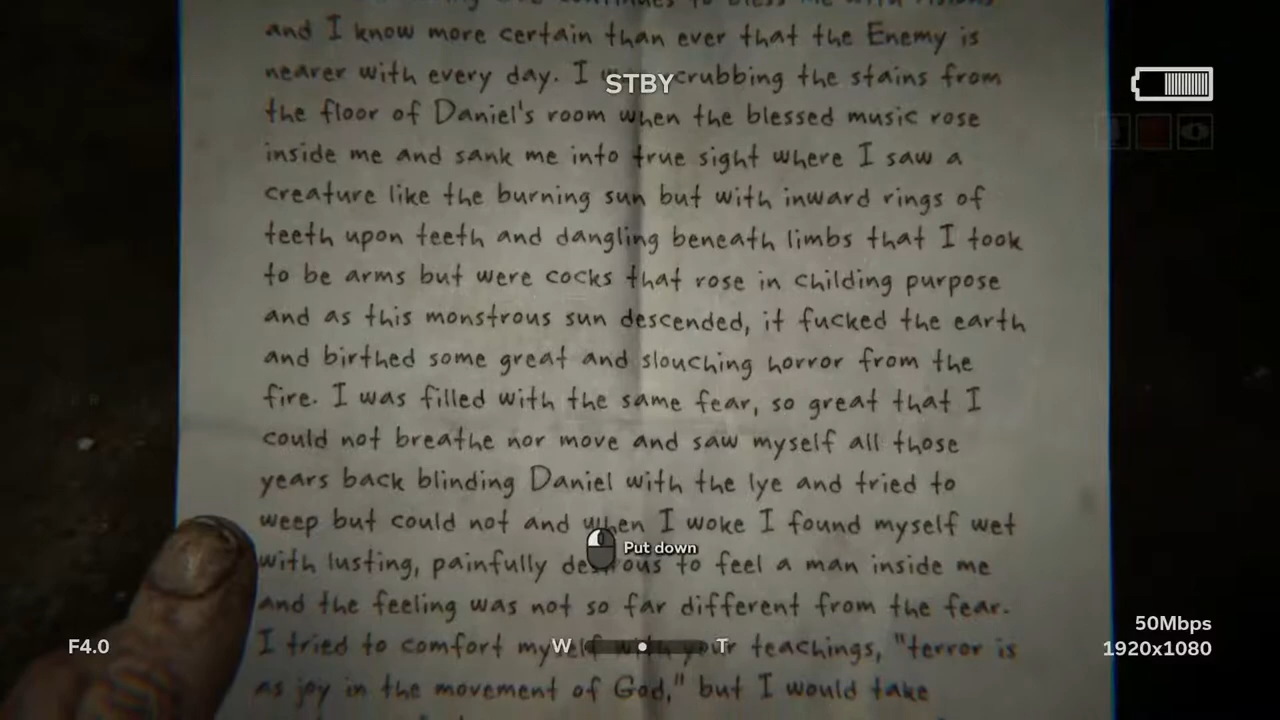 and I know more certain than ever that the Enemy is
nearer with every day. I scrubbing the stains from
STBY
the floor of Daniel's room when the blessed music rose
inside me and sank me into true sight where I saw a
creature like the burning sun but with inward rings of
teeth upon teeth and dangling beneath limbs that I took
to be arms but were cocks that rose in childing purpose
and as this monstrous sun descended, it fucked the earth
and birthed some great and slouching horror from the
fire. I was filled with the same fear, so great that I
could not breathe nor move and saw myself all those
years back blinding Daniel with the lye and tried to
weep but could not and when I woke I found myself wet
Put down
with lusting, painfully desirous to feel a man inside me
and the feeling was not so far different from the fear.
I tried to comfort myself with your teachings, "terror is
as joy in the movement of God," but I would take
F4.0
W
T
50Mbps
1920x1080